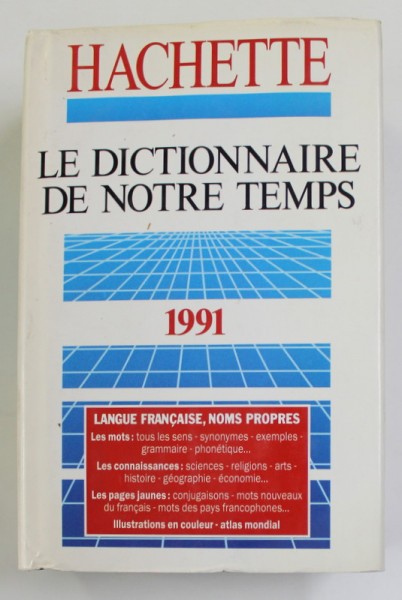 HACHETTE
LE DICTIONNAIRE
DE NOTRE TEMPS
1991
LANGUE FRANÇAISE, NOMS PROPRES
Les mots : tous les sens - synonymes - exemples -
grammaire - phonétique...
Les connaissances : sciences - religions - arts -
histoire - géographie - économie...
Les pages jaunes : conjugaisons - mots nouveaux
du français - mots des pays francophones...
Illustrations en couleur - atlas mondial